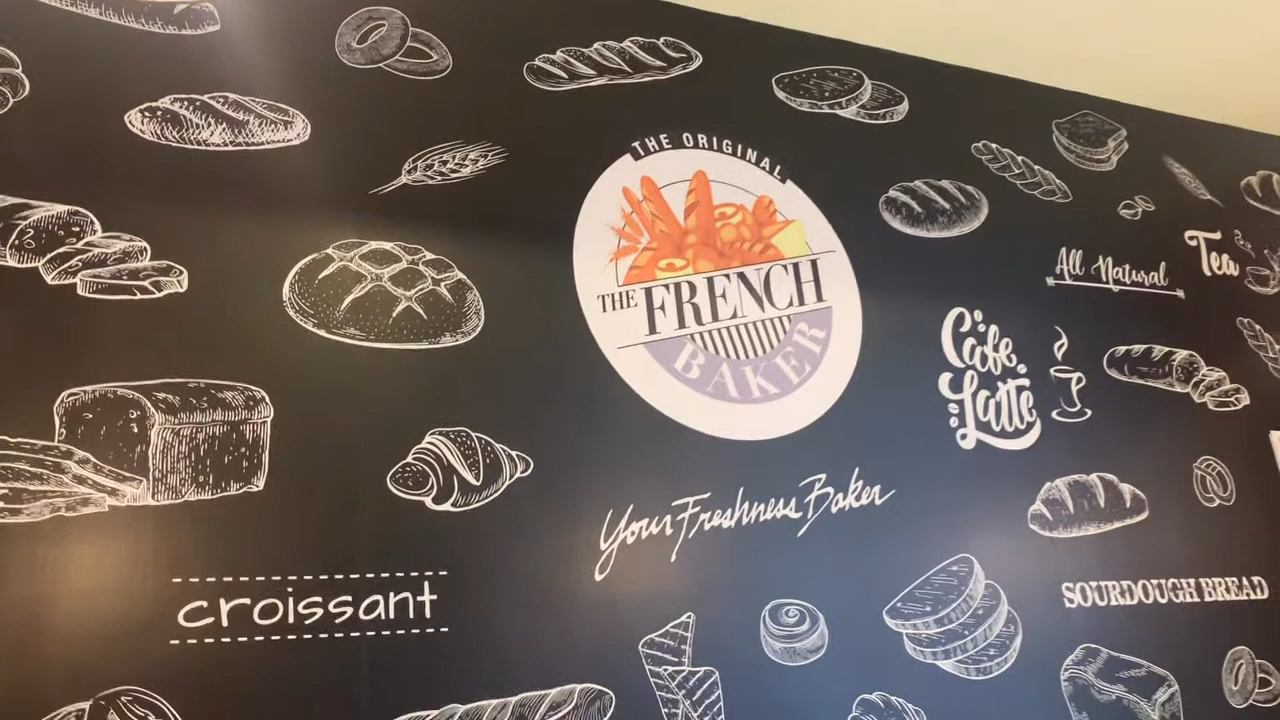 THE ORIGINAL
THE FRENCH
BAKER
Your Freshness Baker
croissant
All Natural
Tea
Cafe
Latte
SOURDOUGH BREAD